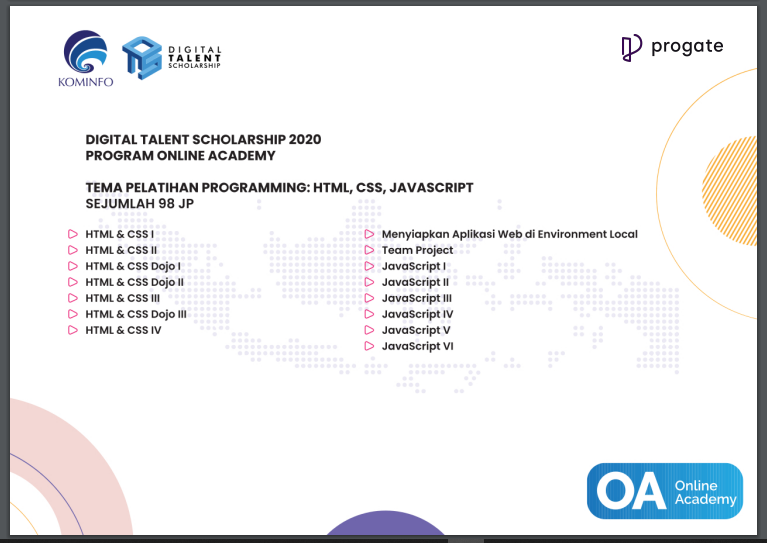 KOMINFO
DIGITAL
TALENT
SCHOLARSHIP
progate
DIGITAL TALENT SCHOLARSHIP 2020
PROGRAM ONLINE ACADEMY
TEMA PELATIHAN PROGRAMMING: HTML, CSS, JAVASCRIPT
SEJUMLAH 98 JP
HTML & CSS I
HTML & CSS II
HTML & CSS Dojo I
HTML & CSS Dojo II
HTML & CSS III
HTML & CSS Dojo III
HTML & CSS IV
Menyiapkan Aplikasi Web di Environment Local
Team Project
JavaScript I
JavaScript II
JavaScript III
JavaScript IV
JavaScript V
JavaScript VI
OA Online
Academy